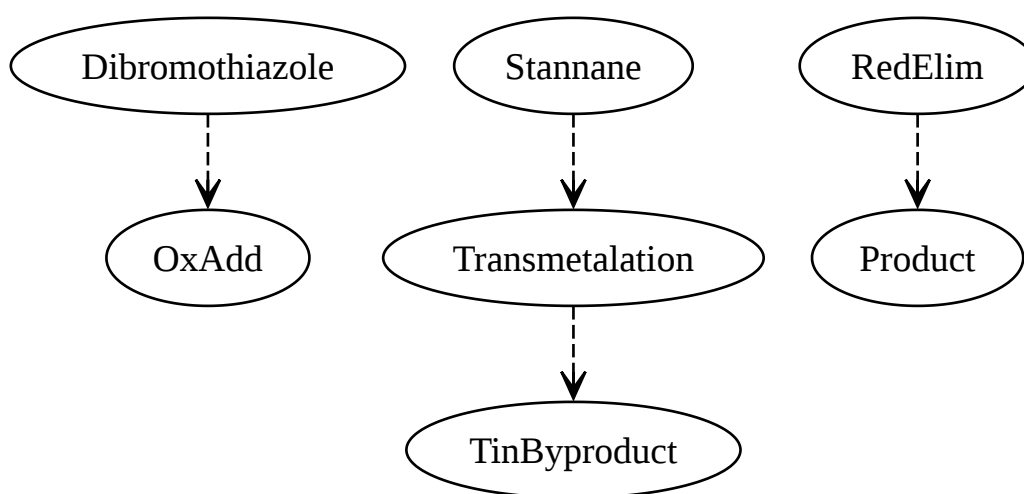 Dibromothiazole
Stannane
RedElim
OxAdd
Transmetalation
Product
TinByproduct